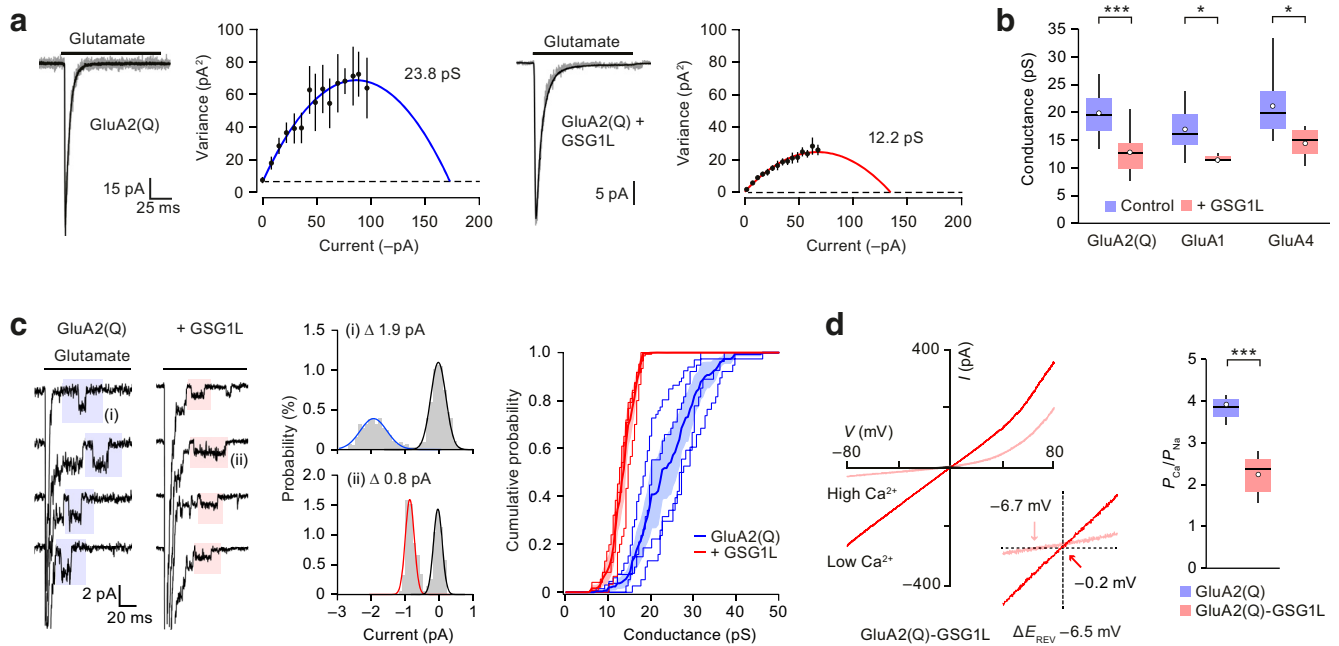 a
Glutamate
GluA2(Q)
15 pA
25 ms
Variance (pA²)
100
80
60
40
20
0
23.8 pS
0
50
100
150
200
Current (–pA)
Glutamate
GluA2(Q) +
GSG1L
5 pA
Variance (pA²)
100
80
60
40
20
0
12.2 pS
0
50
100
150
200
Current (–pA)
b
***
*
*
Conductance (pS)
35
30
25
20
15
10
5
0
Control
+ GSG1L
GluA2(Q)
GluA1
GluA4
c
GluA2(Q)
+ GSG1L
Glutamate
(i)
(ii)
2 pA
20 ms
Probability (%)
1.5
1.0
0.5
0
(i) Δ 1.9 pA
2.0
1.5
1.0
0.5
0
(ii) Δ 0.8 pA
−3
−2
−1
0
1
Current (pA)
Cumulative probability
1.0
0.8
0.6
0.4
0.2
0
GluA2(Q)
+ GSG1L
0
10
20
30
40
50
Conductance (pS)
d
400
I (pA)
V (mV)
−80
80
High Ca²⁺
Low Ca²⁺
−400
−6.7 mV
−0.2 mV
GluA2(Q)-GSG1L
ΔE_REV −6.5 mV
***
P_Ca/P_Na
5
4
3
2
1
0
GluA2(Q)
GluA2(Q)-GSG1L